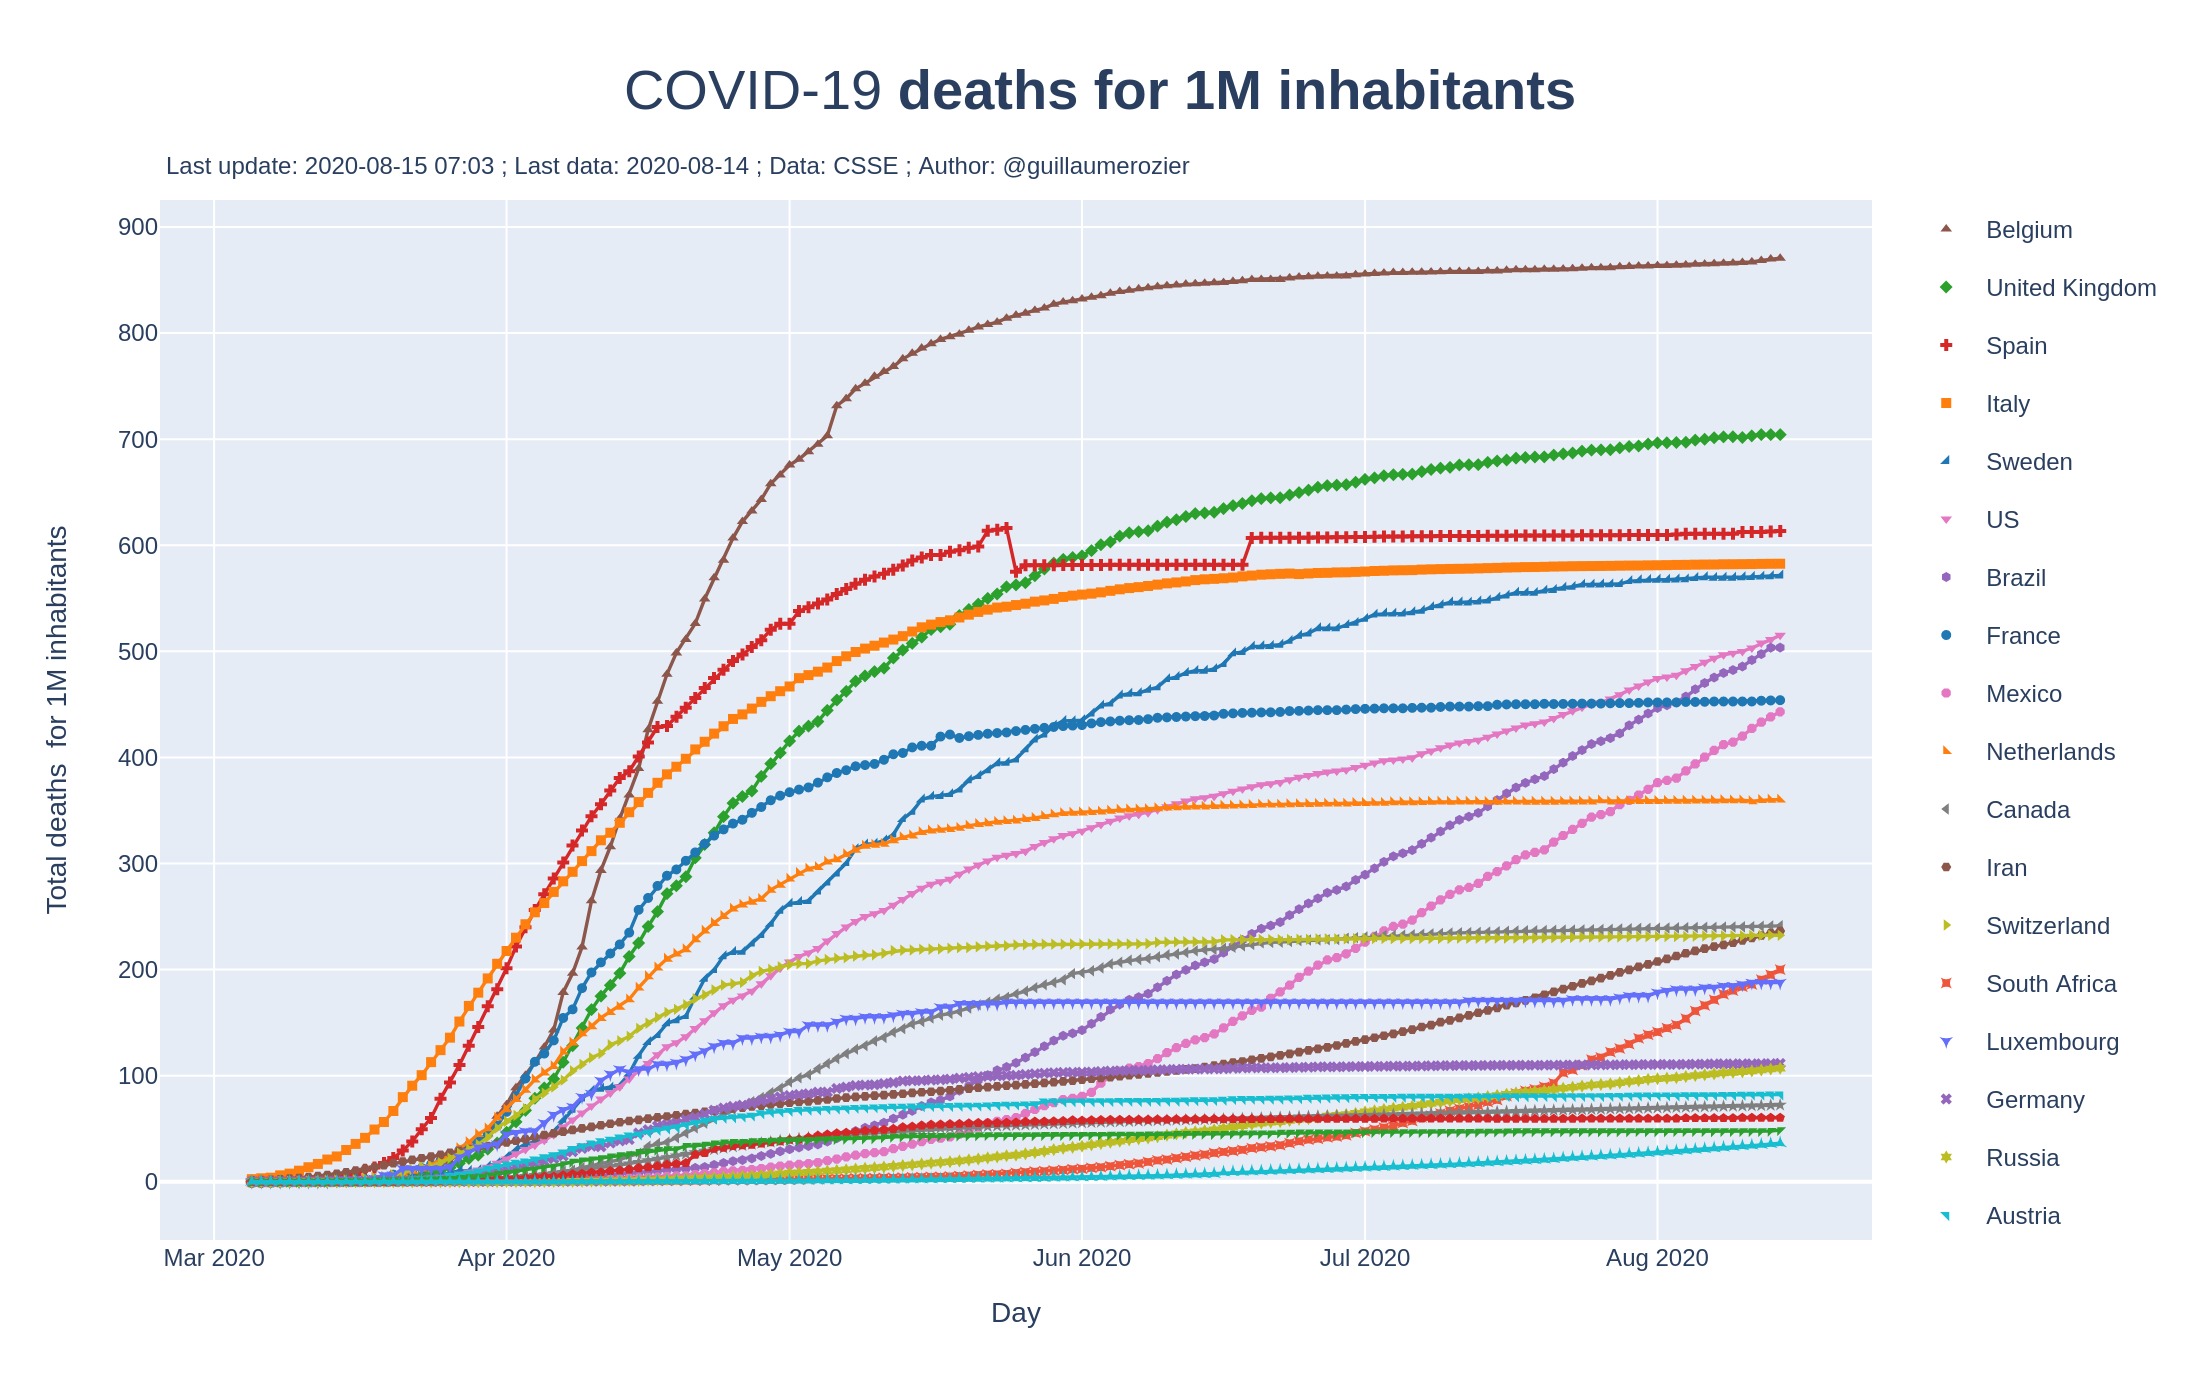 COVID-19 deaths for 1M inhabitants
Last update: 2020-08-15 07:03 ; Last data: 2020-08-14 ; Data: CSSE ; Author: @guillaumerozier
900
800
700
600
500
400
300
200
100
0
Total deaths for 1M inhabitants
Mar 2020
Apr 2020
May 2020
Jun 2020
Jul 2020
Aug 2020
Day
Belgium
United Kingdom
Spain
Italy
Sweden
US
Brazil
France
Mexico
Netherlands
Canada
Iran
Switzerland
South Africa
Luxembourg
Germany
Russia
Austria